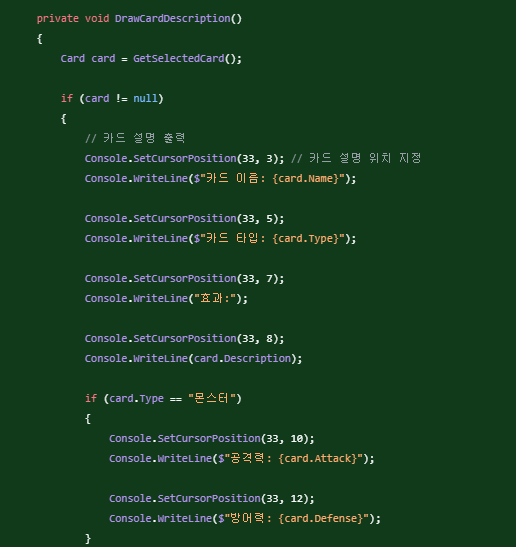 private void DrawCardDescription()
{
Card card = GetSelectedCard();
if (card != null)
{
// 카드 설명 출력
Console.SetCursorPosition(33, 3); // 카드 설명 위치 지정
Console.WriteLine($"카드 이름: {card.Name}");
Console.SetCursorPosition(33, 5);
Console.WriteLine($"카드 타입: {card.Type}");
Console.SetCursorPosition(33, 7);
Console.WriteLine("효과:");
Console.SetCursorPosition(33, 8);
Console.WriteLine(card.Description);
if (card.Type == "몬스터")
{
Console.SetCursorPosition(33, 10);
Console.WriteLine($"공격력: {card.Attack}");
Console.SetCursorPosition(33, 12);
Console.WriteLine($"방어력: {card.Defense}");
}